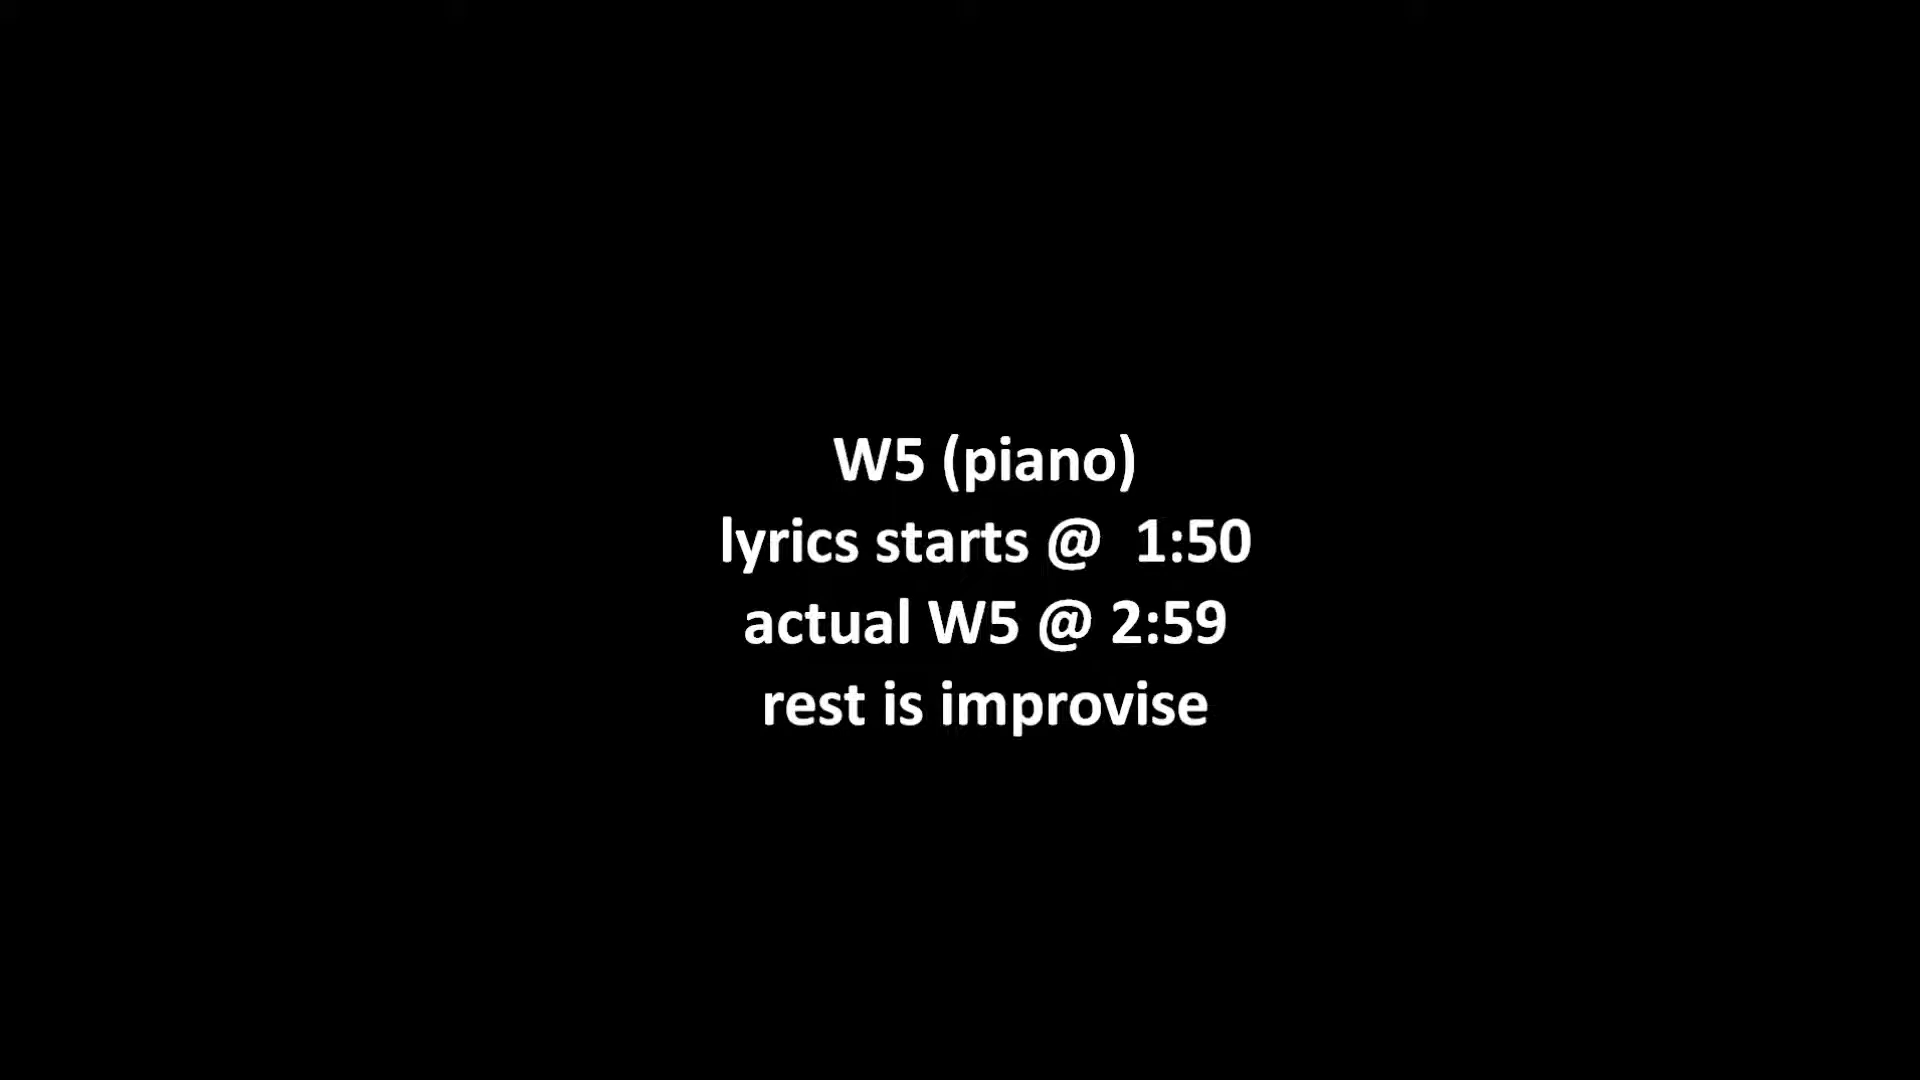 W5 (piano)
lyrics starts @  1:50
actual W5 @ 2:59
rest is improvise